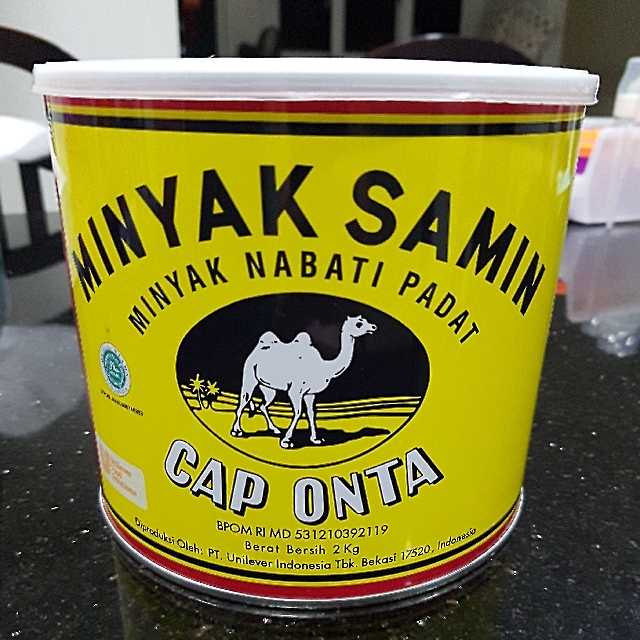 MINYAK SAMIN
MINYAK NABATI PADAT
CAP ONTA
BPOM RI MD 531210392119
Berat Bersih 2 Kg
Diproduksi Oleh: PT. Unilever Indonesia Tbk. Bekasi 17520, Indonesia